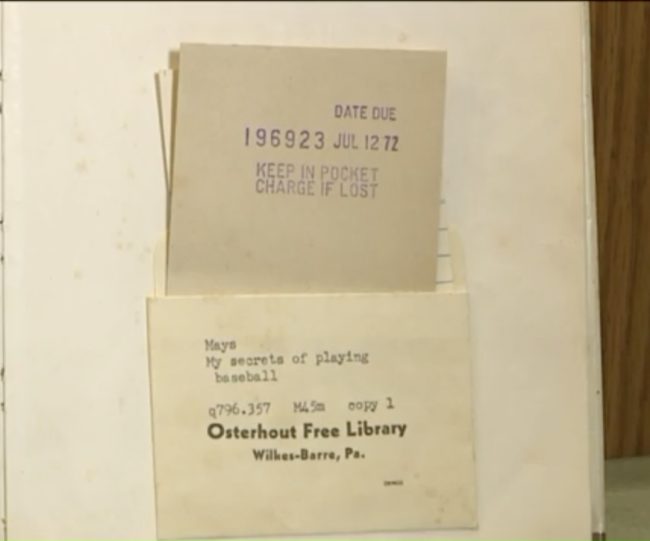 DATE DUE
196923 JUL 12 72
KEEP IN POCKET
CHARGE IF LOST
Mays
My secrets of playing
baseball
q796.357 M45m copy 1
Osterhout Free Library
Wilkes-Barre, Pa.